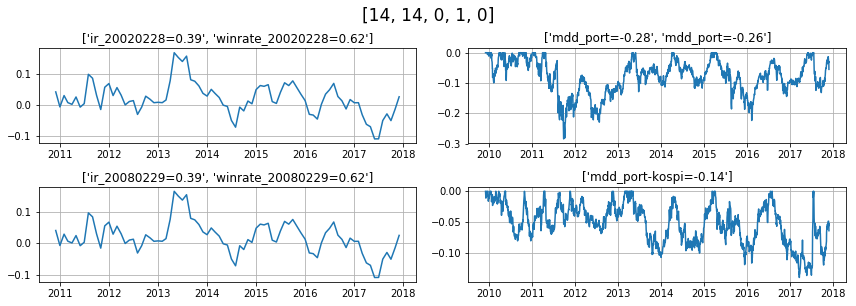 [14, 14, 0, 1, 0]
['ir_20020228=0.39', 'winrate_20020228=0.62']
0.1
0.0
−0.1
2011 2012 2013 2014 2015 2016 2017 2018
['mdd_port=-0.28', 'mdd_port=-0.26']
0.0
−0.1
−0.2
−0.3
2010 2011 2012 2013 2014 2015 2016 2017 2018
['ir_20080229=0.39', 'winrate_20080229=0.62']
0.1
0.0
−0.1
2011 2012 2013 2014 2015 2016 2017 2018
['mdd_port-kospi=-0.14']
0.00
−0.05
−0.10
2010 2011 2012 2013 2014 2015 2016 2017 2018